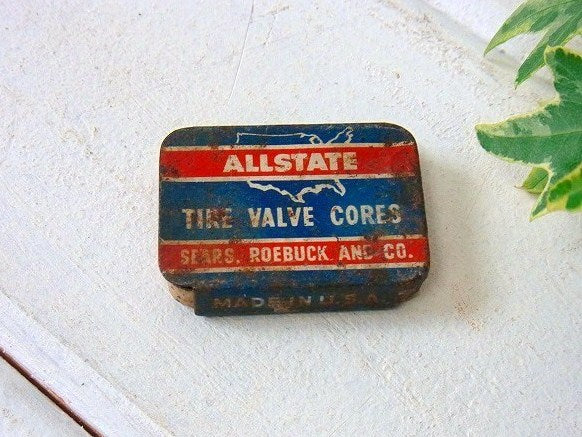 ALLSTATE
TIRE VALVE CORES
SEARS, ROEBUCK AND CO.
MADE IN U.S.A.